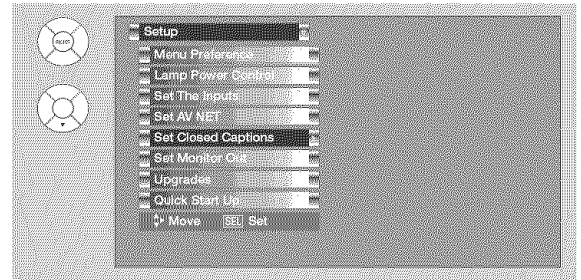 Setup
Menu Preference
Lamp Power Control
Set The Inputs
Set AV NET
Set Closed Captions
Set Monitor Out
Upgrades
Quick Start Up
Move SEL Set